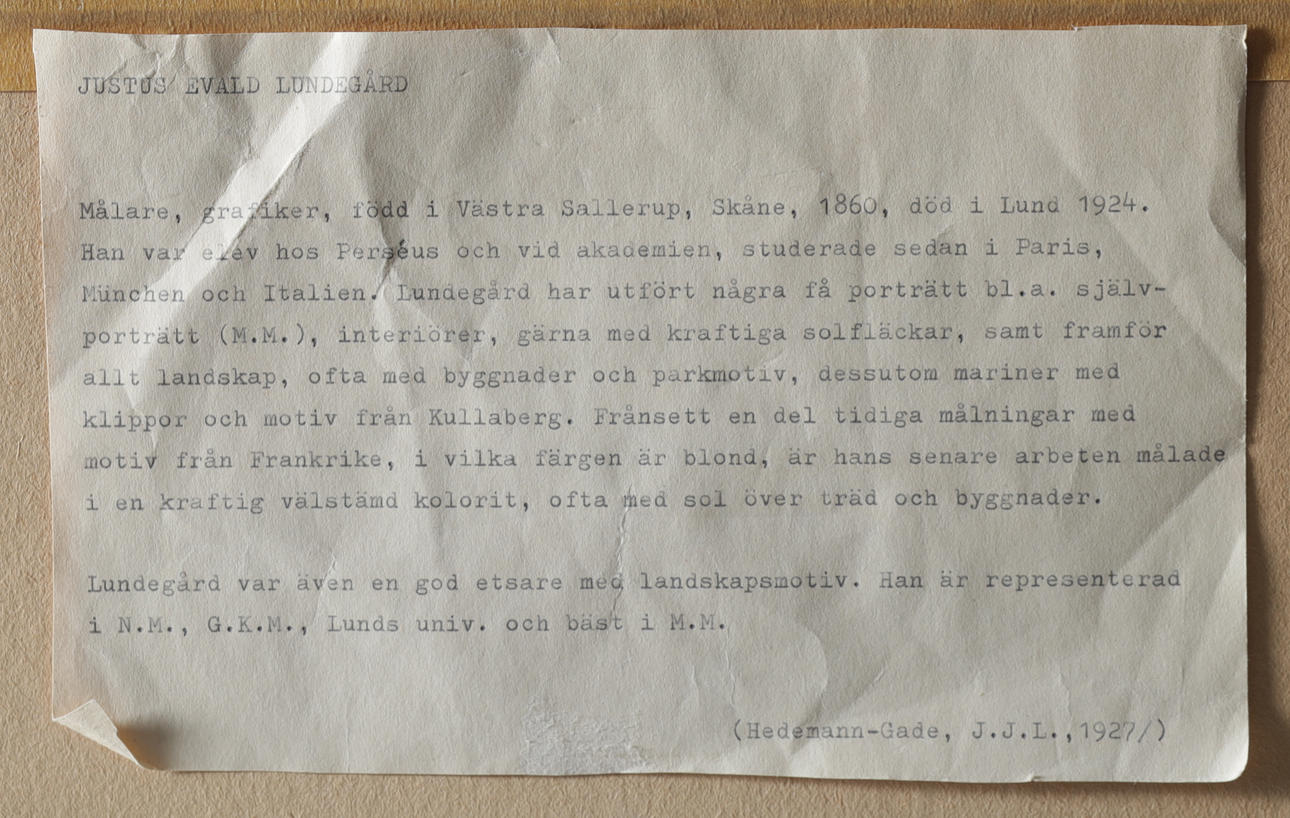 JUSTUS EVALD LUNDEGÅRD
Målare, grafiker, född i Västra Sallerup, Skåne, 1860, död i Lund 1924.
Han var elev hos Perséus och vid akademien, studerade sedan i Paris,
München och Italien. Lundegård har utfört några få porträtt bl.a. själv-
porträtt (M.M.), interiörer, gärna med kraftiga solfläckar, samt framför
allt landskap, ofta med byggnader och parkmotiv, dessutom mariner med
klippor och motiv från Kullaberg. Frånsett en del tidiga målningar med
motiv från Frankrike, i vilka färgen är blond, är hans senare arbeten målade
i en kraftig välstämd kolorit, ofta med sol över träd och byggnader.
Lundegård var även en god etsare med landskapsmotiv. Han är representerad
i N.M., G.K.M., Lunds univ. och bäst i M.M.
(Hedemann-Gade, J.J.L.,1927/)